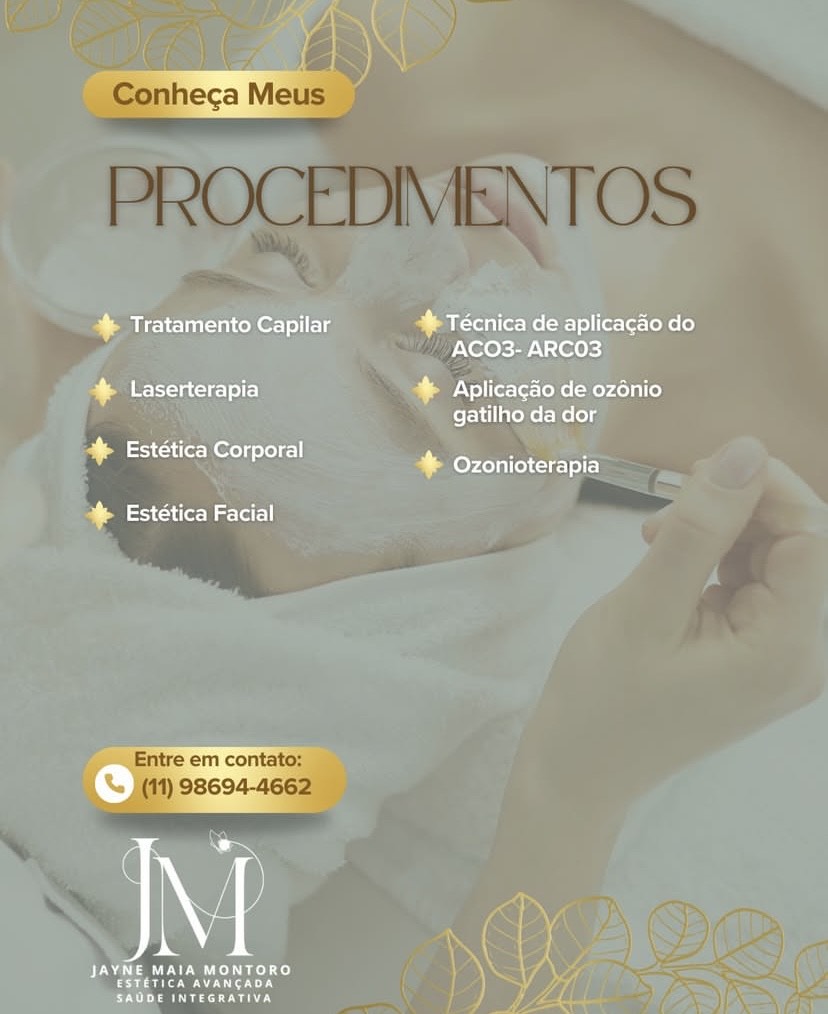 Conheça Meus
PROCEDIMENTOS
Tratamento Capilar
Laserterapia
Estética Corporal
Estética Facial
Técnica de aplicação do
ACO3- ARC03
Aplicação de ozônio
gatilho da dor
Ozonioterapia
Entre em contato:
(11) 98694-4662
JM
JAYNE MAIA MONTORO
ESTÉTICA AVANÇADA
SAÚDE INTEGRATIVA